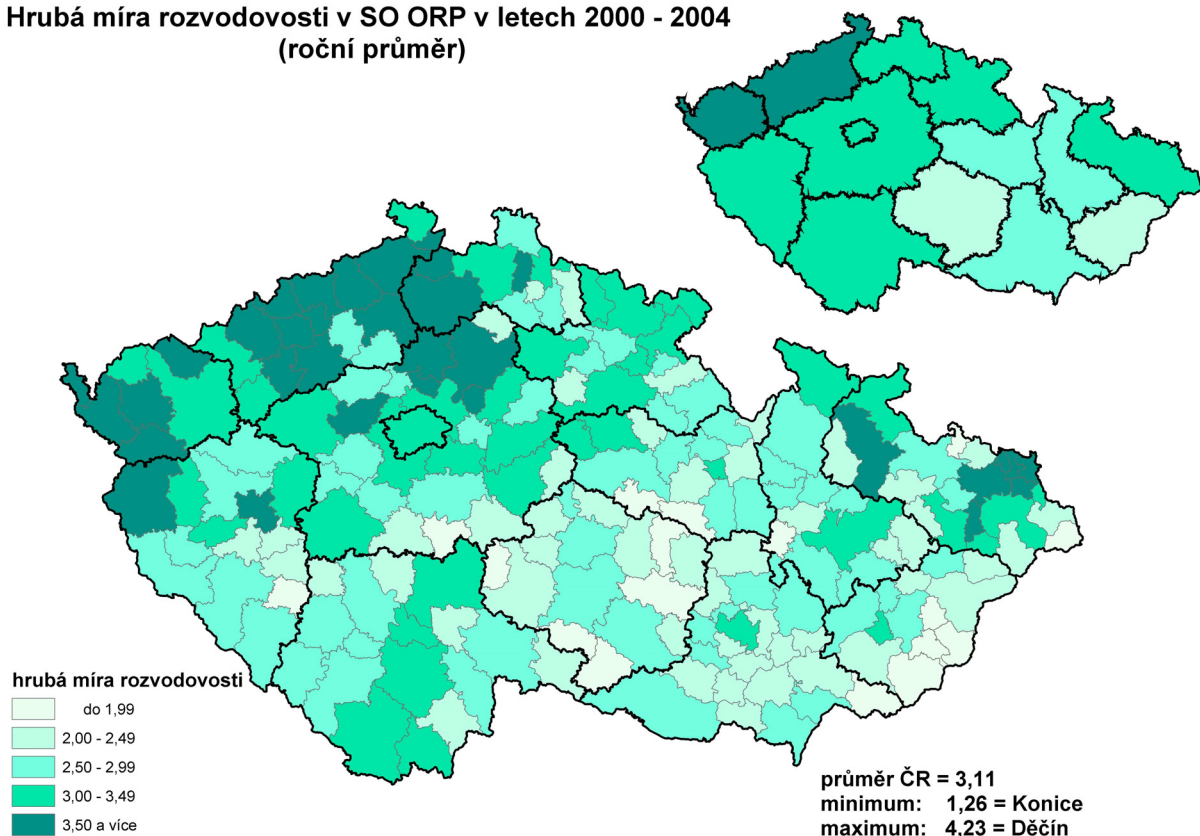 Hrubá míra rozvodovosti v SO ORP v letech 2000 - 2004
(roční průměr)
hrubá míra rozvodovosti
do 1,99
2,00 - 2,49
2,50 - 2,99
3,00 - 3,49
3,50 a více
průměr ČR = 3,11
minimum: 1,26 = Konice
maximum: 4,23 = Děčín